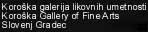 Koroška galerija likovnih umetnosti
Koroška Gallery of Fine Arts
Slovenj Gradec